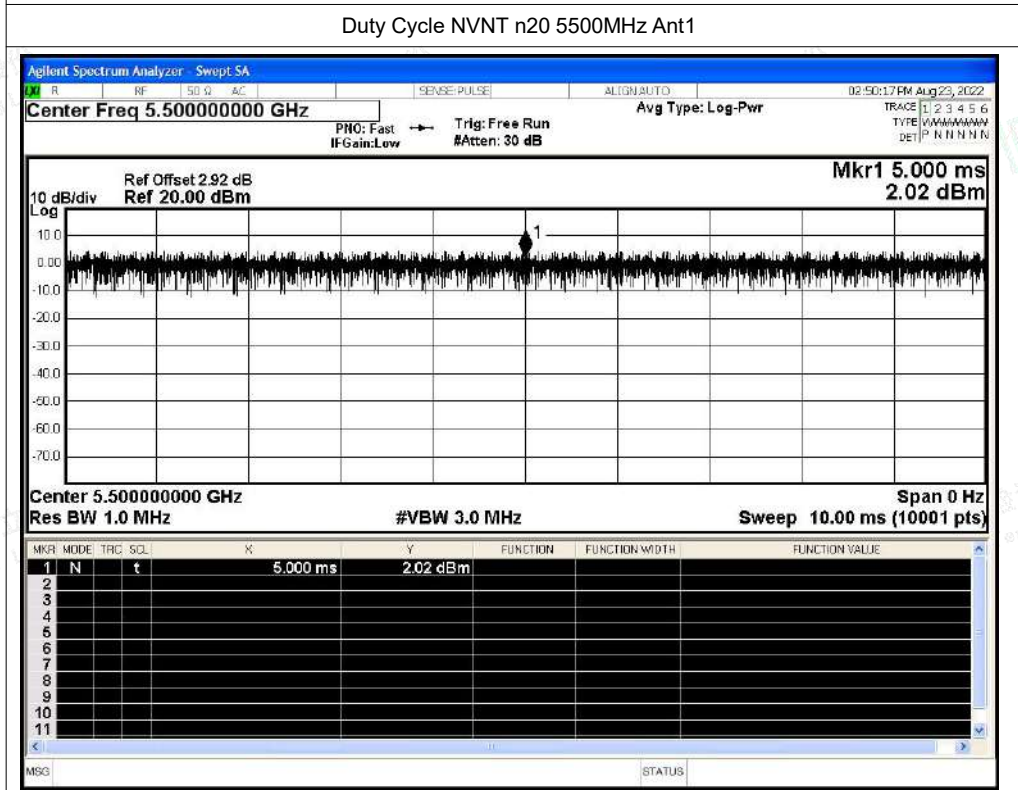 Duty Cycle NVNT n20 5500MHz Ant1
Agilent Spectrum Analyzer - Swept SA
LXI R RF 50 Ω AC SENSE:PULSE ALIGN AUTO 02:50:17 PM Aug 23, 2022
Center Freq 5.500000000 GHz Avg Type: Log-Pwr TRACE 1 2 3 4 5 6
PNO: Fast Trig: Free Run TYPE
IFGain:Low #Atten: 30 dB DET P N N N N N
Mkr1 5.000 ms
Ref Offset 2.92 dB
10 dB/div Ref 20.00 dBm 2.02 dBm
Log
10.0
1
0.00
-10.0
-20.0
-30.0
-40.0
-50.0
-60.0
-70.0
Center 5.500000000 GHz Span 0 Hz
Res BW 1.0 MHz #VBW 3.0 MHz Sweep 10.00 ms (10001 pts)
MKR MODE TRC SCL X Y FUNCTION FUNCTION WIDTH FUNCTION VALUE
1 N t 5.000 ms 2.02 dBm
2
3
4
5
6
7
8
9
10
11
MSG STATUS